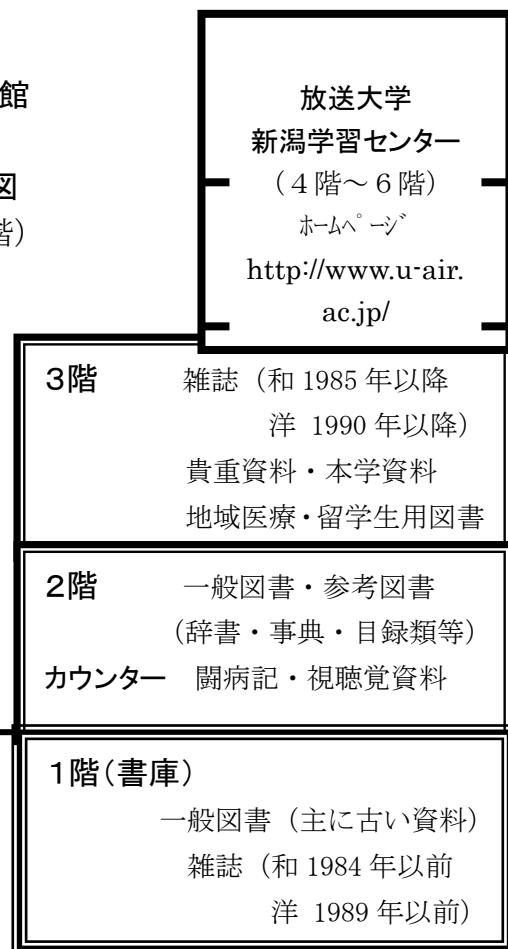 館
図
階）
放送大学
新潟学習センター
（４階～６階）
ﾎｰﾑﾍﾟｰｼﾞ
http://www.u-air.
ac.jp/
３階　雑誌（和 1985 年以降
洋 1990 年以降）
貴重資料・本学資料
地域医療・留学生用図書
２階　一般図書・参考図書
（辞書・事典・目録類等）
カウンター　闘病記・視聴覚資料
１階（書庫）
一般図書（主に古い資料）
雑誌（和 1984 年以前
洋 1989 年以前）